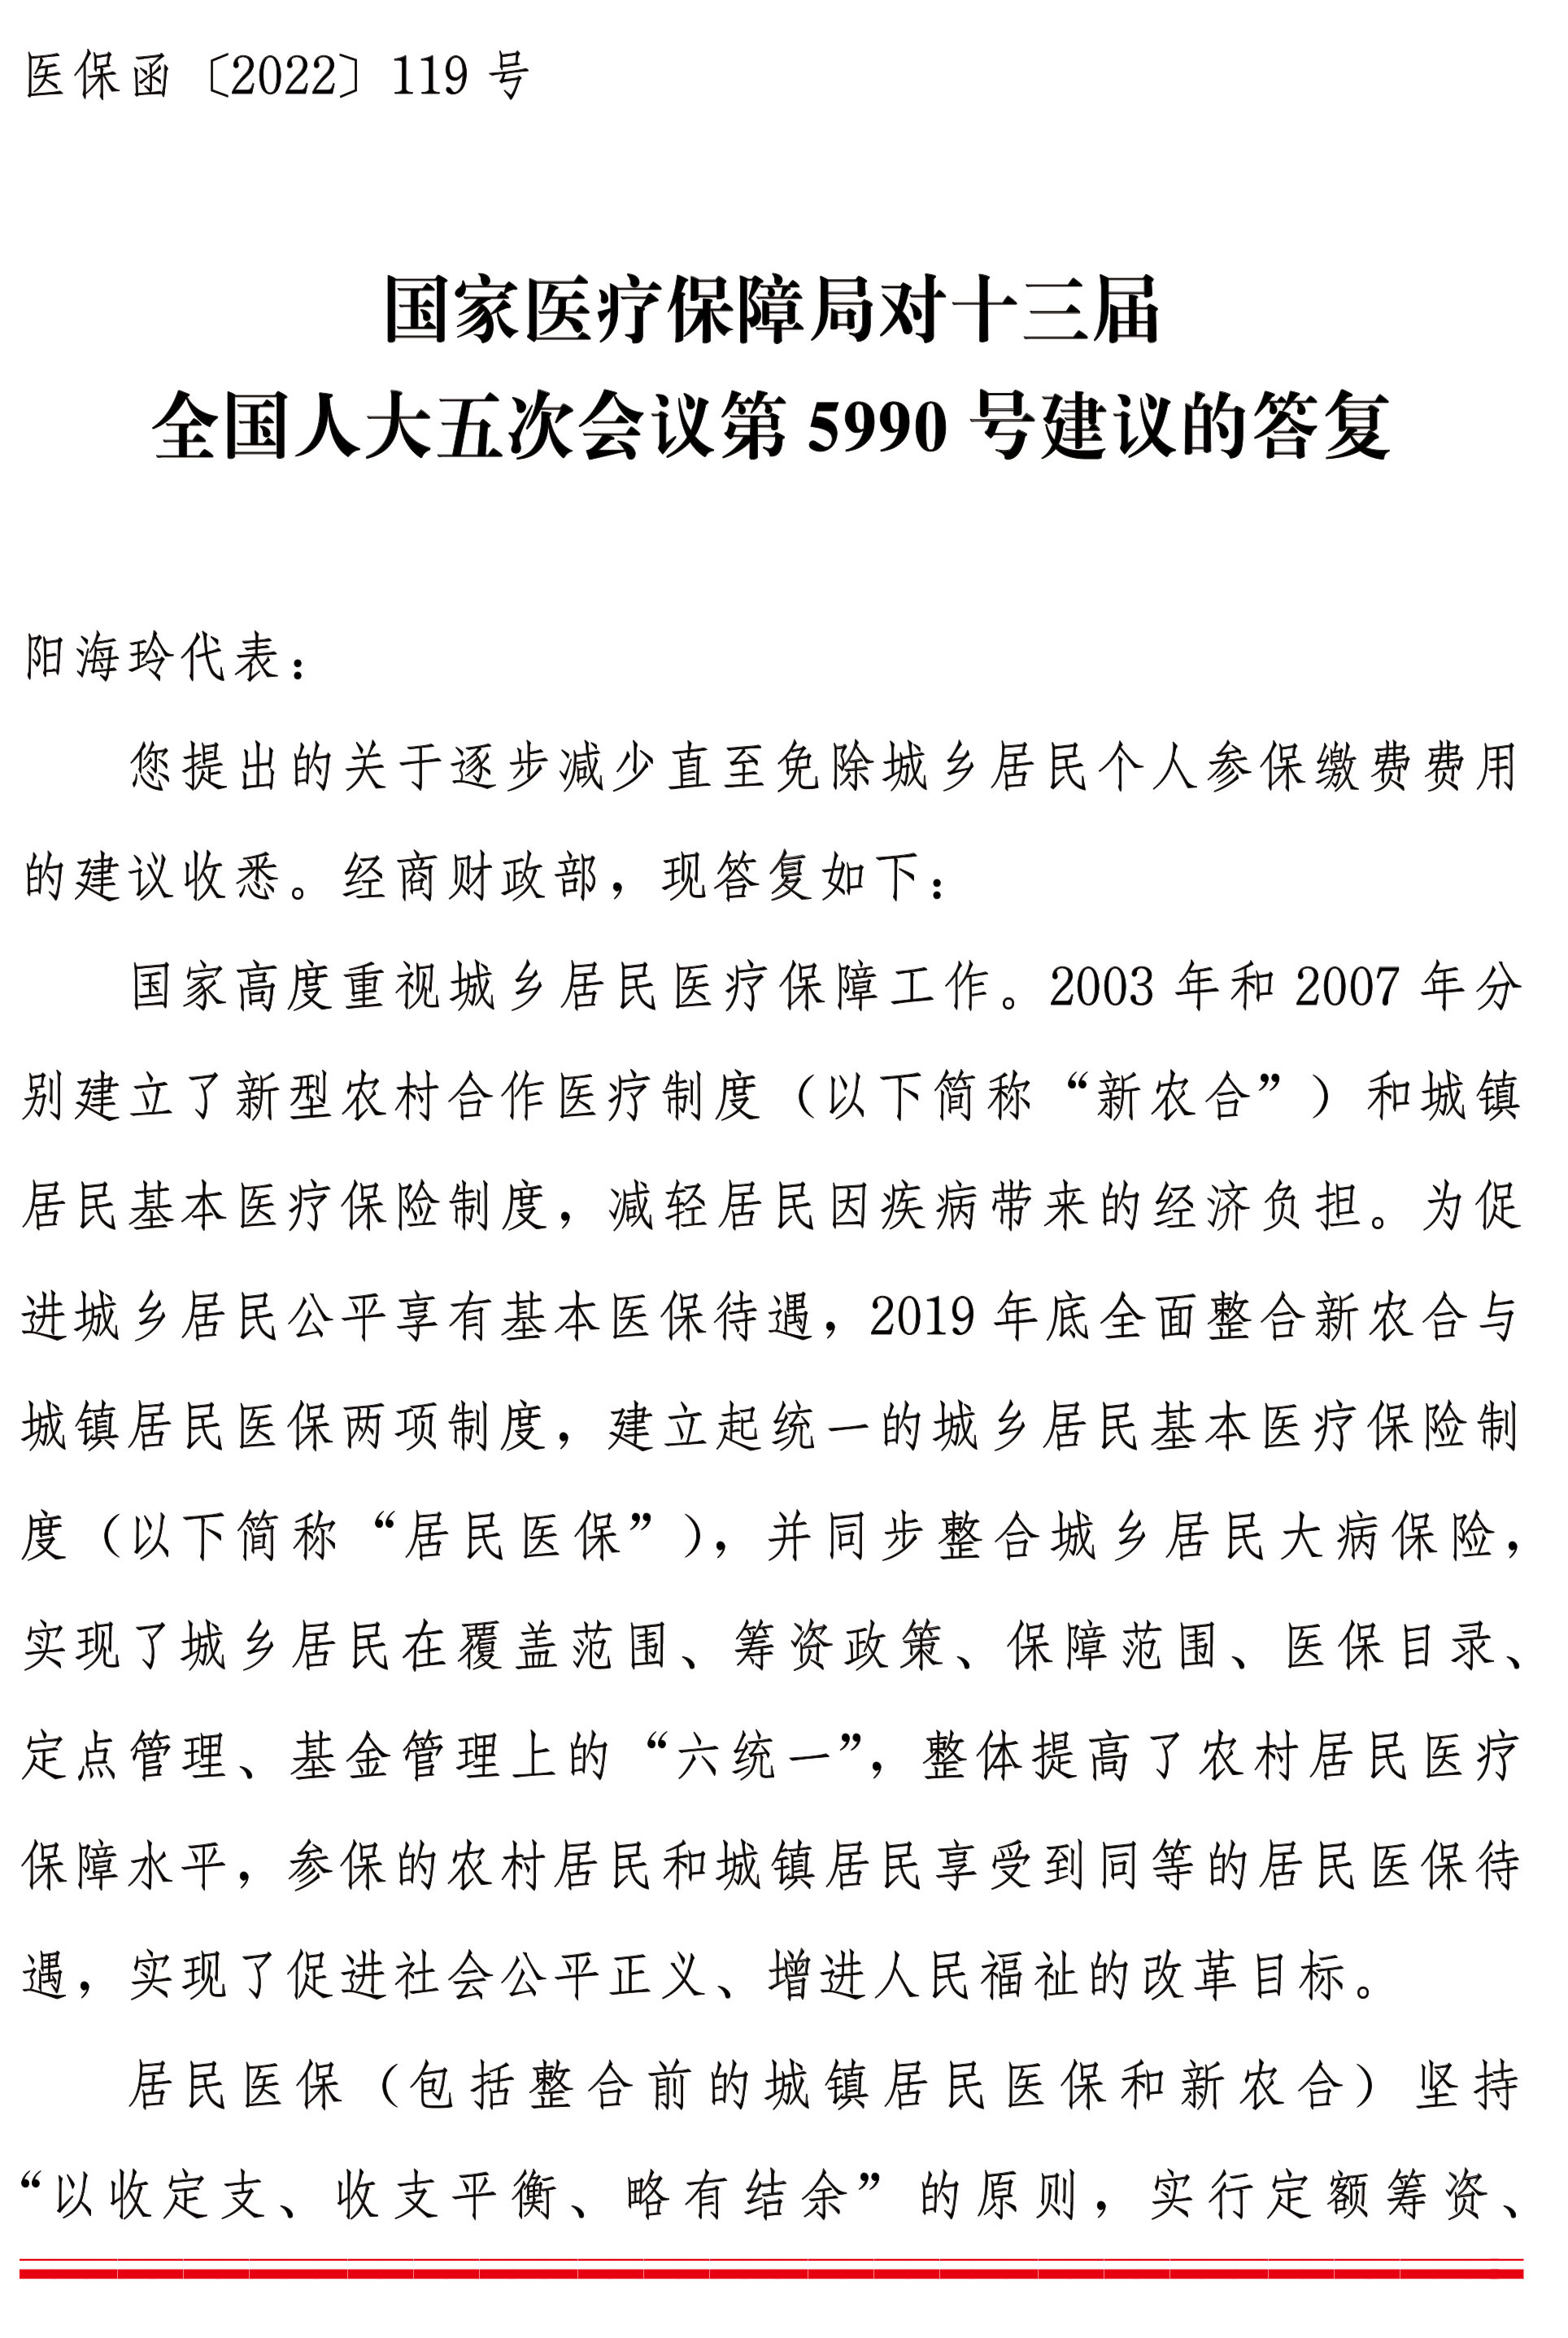 医保函〔2022〕119 号
国家医疗保障局对十三届
全国人大五次会议第 5990 号建议的答复
阳海玲代表：
您提出的关于逐步减少直至免除城乡居民个人参保缴费费用
的建议收悉。经商财政部，现答复如下：
国家高度重视城乡居民医疗保障工作。2003 年和 2007 年分
别建立了新型农村合作医疗制度（以下简称“新农合”）和城镇
居民基本医疗保险制度，减轻居民因疾病带来的经济负担。为促
进城乡居民公平享有基本医保待遇，2019 年底全面整合新农合与
城镇居民医保两项制度，建立起统一的城乡居民基本医疗保险制
度（以下简称“居民医保”），并同步整合城乡居民大病保险，
实现了城乡居民在覆盖范围、筹资政策、保障范围、医保目录、
定点管理、基金管理上的“六统一”，整体提高了农村居民医疗
保障水平，参保的农村居民和城镇居民享受到同等的居民医保待
遇，实现了促进社会公平正义、增进人民福祉的改革目标。
居民医保（包括整合前的城镇居民医保和新农合）坚持
“以收定支、收支平衡、略有结余”的原则，实行定额筹资、